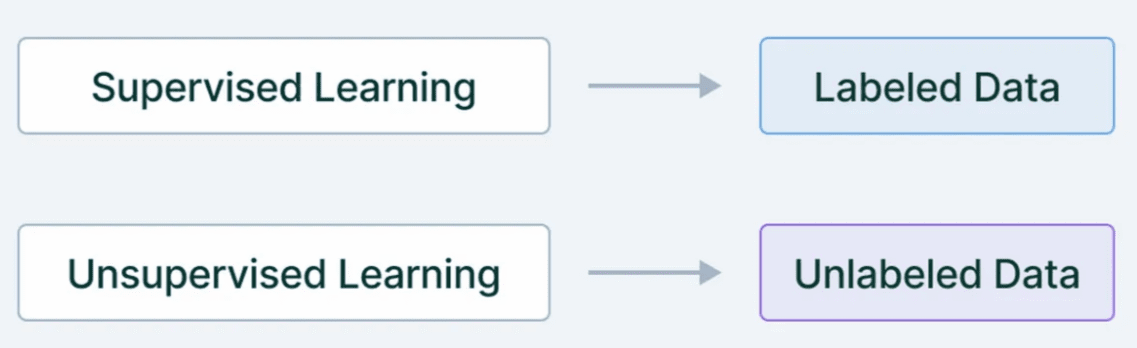 Supervised Learning
Labeled Data
Unsupervised Learning
Unlabeled Data